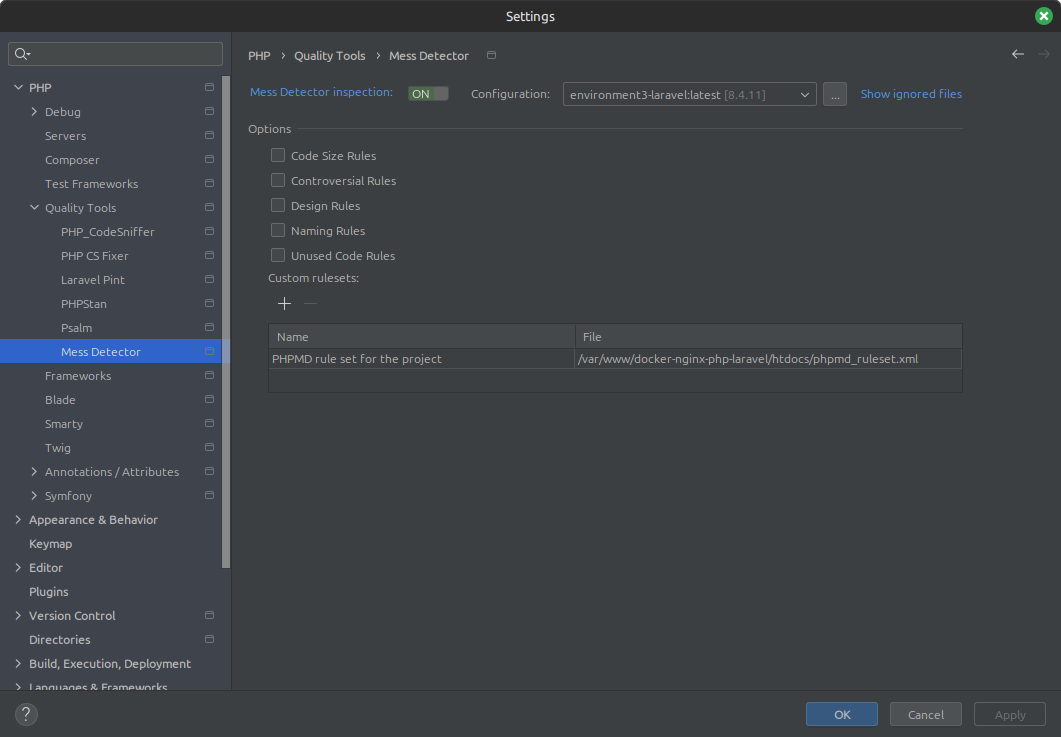 Settings
PHP
Debug
Servers
Composer
Test Frameworks
Quality Tools
PHP_CodeSniffer
PHP CS Fixer
Laravel Pint
PHPStan
Psalm
Mess Detector
Frameworks
Blade
Smarty
Twig
Annotations / Attributes
Symfony
Appearance & Behavior
Keymap
Editor
Plugins
Version Control
Directories
Build, Execution, Deployment
Languages & Frameworks
PHP › Quality Tools › Mess Detector
Mess Detector inspection: ON Configuration: environment3-laravel:latest [8.4.11] ... Show ignored files
Options
Code Size Rules
Controversial Rules
Design Rules
Naming Rules
Unused Code Rules
Custom rulesets:
Name File
PHPMD rule set for the project /var/www/docker-nginx-php-laravel/htdocs/phpmd_ruleset.xml
? OK Cancel Apply